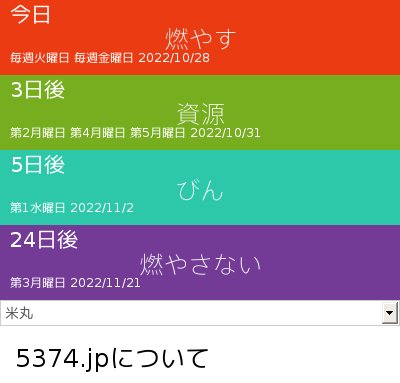 今日
燃やす
毎週火曜日 毎週金曜日 2022/10/28
3日後
資源
第2月曜日 第4月曜日 第5月曜日 2022/10/31
5日後
びん
第1水曜日 2022/11/2
24日後
燃やさない
第3月曜日 2022/11/21
米丸
5374.jpについて